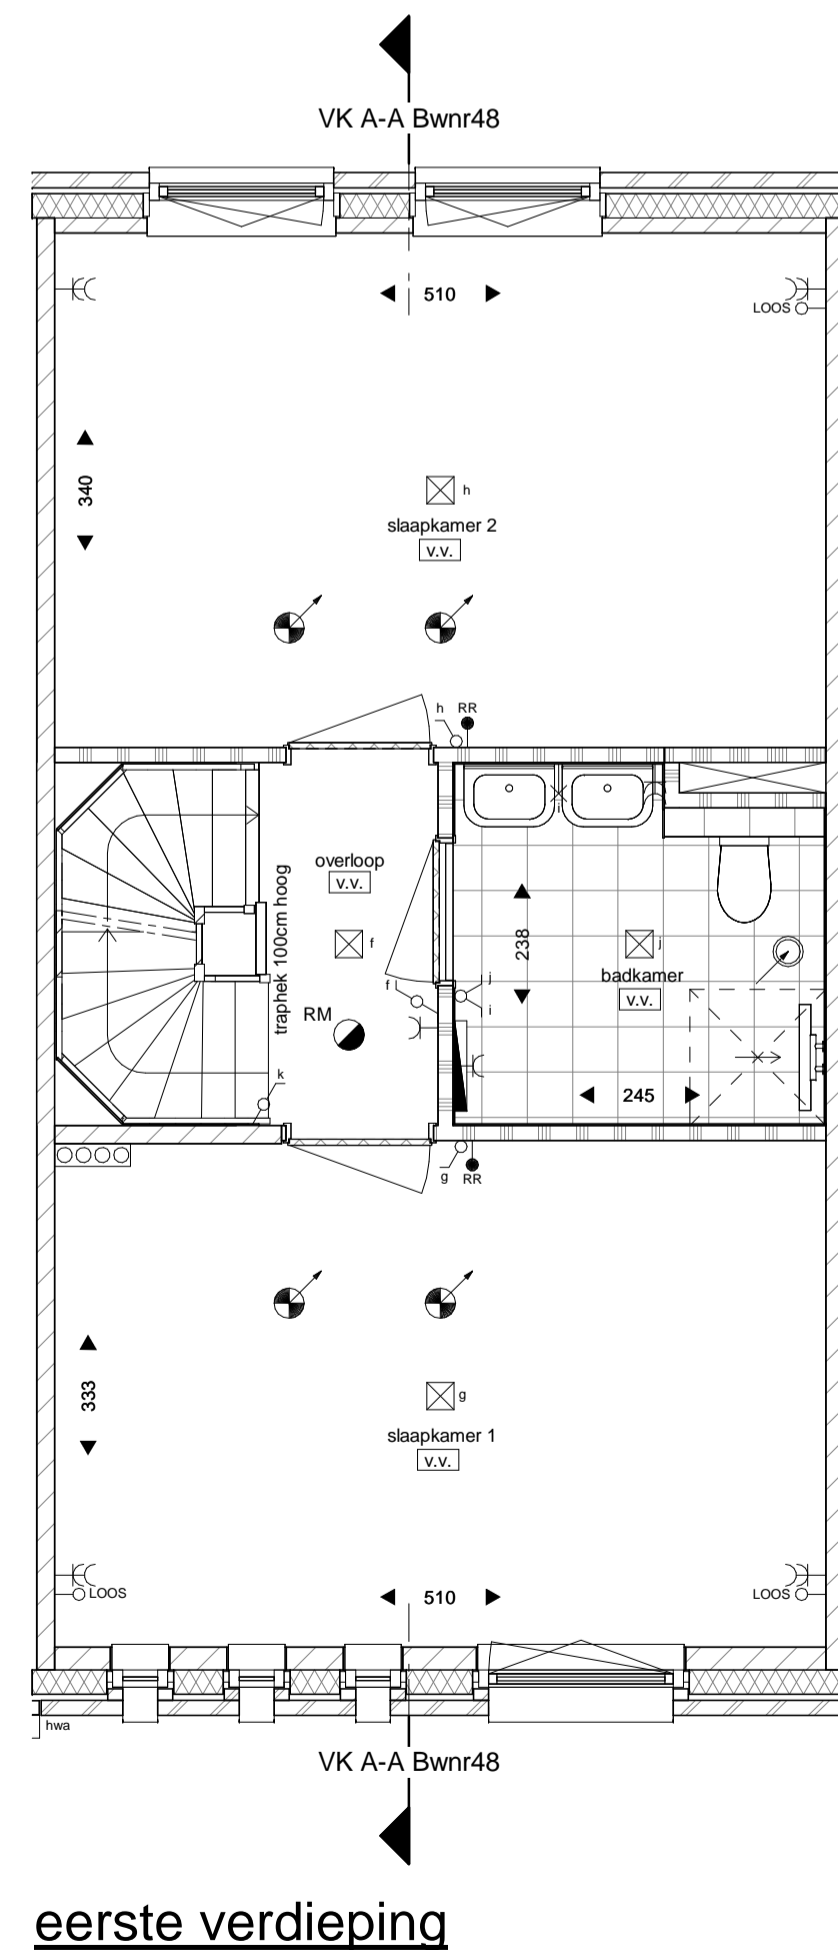 VK A-A Bwnr48
510
LOOS
340
h
slaapkamer 2
v.v.
h RR
i
overloop
v.v.
traphek 100cm hoog
f
238
j
badkamer
v.v.
f
j
i
RM
k
245
g RR
333
g
slaapkamer 1
v.v.
LOOS
510
LOOS
hwa
VK A-A Bwnr48
eerste verdieping